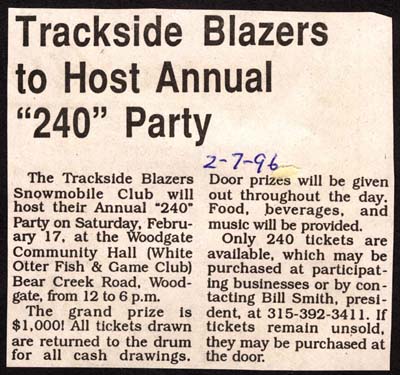 Trackside Blazers
to Host Annual
“240” Party
2-7-96
The Trackside Blazers
Snowmobile Club will
host their Annual “240”
Party on Saturday, Febru-
ary 17, at the Woodgate
Community Hall (White
Otter Fish & Game Club)
Bear Creek Road, Wood-
gate, from 12 to 6 p.m.
The grand prize is
$1,000! All tickets drawn
are returned to the drum
for all cash drawings.
Door prizes will be given
out throughout the day.
Food, beverages, and
music will be provided.
Only 240 tickets are
available, which may be
purchased at participat-
ing businesses or by con-
tacting Bill Smith, presi-
dent, at 315-392-3411. If
tickets remain unsold,
they may be purchased at
the door.